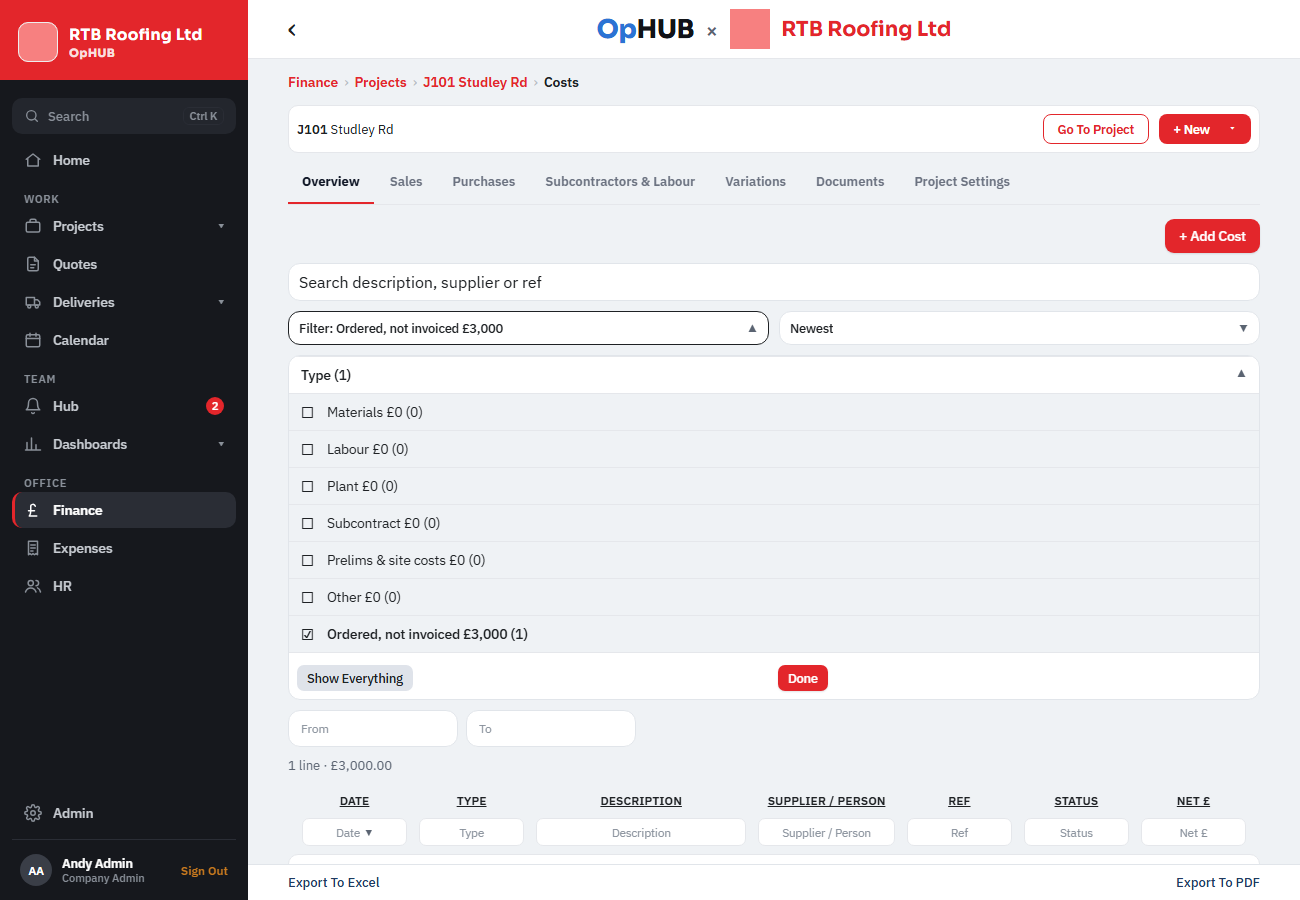 RTB Roofing Ltd
OpHUB
Search Ctrl K
Home
WORK
Projects
Quotes
Deliveries
Calendar
TEAM
Hub 2
Dashboards
OFFICE
Finance
Expenses
HR
Admin
AA Andy Admin
Company Admin
Sign Out
OpHUB × RTB Roofing Ltd
Finance › Projects › J101 Studley Rd › Costs
J101 Studley Rd
Go To Project
+ New
Overview Sales Purchases Subcontractors & Labour Variations Documents Project Settings
+ Add Cost
Search description, supplier or ref
Filter: Ordered, not invoiced £3,000
Newest
Type (1)
Materials £0 (0)
Labour £0 (0)
Plant £0 (0)
Subcontract £0 (0)
Prelims & site costs £0 (0)
Other £0 (0)
Ordered, not invoiced £3,000 (1)
Show Everything
Done
From To
1 line · £3,000.00
DATE TYPE DESCRIPTION SUPPLIER / PERSON REF STATUS NET £
Date Type Description Supplier / Person Ref Status Net £
Export To Excel
Export To PDF